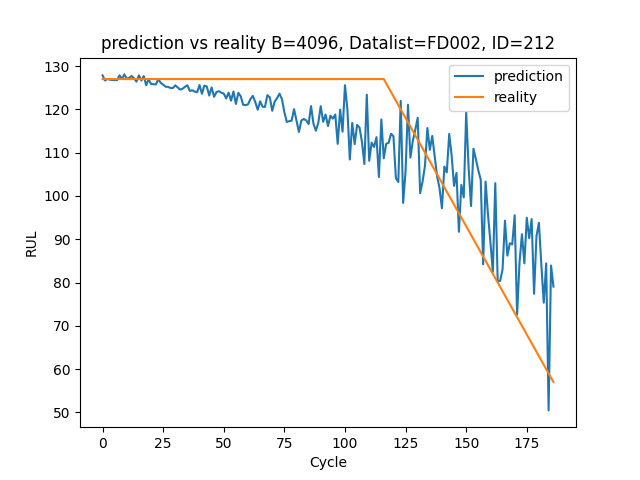 prediction vs reality B=4096, Datalist=FD002, ID=212
prediction
reality
RUL
130
120
110
100
90
80
70
60
50
0 25 50 75 100 125 150 175
Cycle